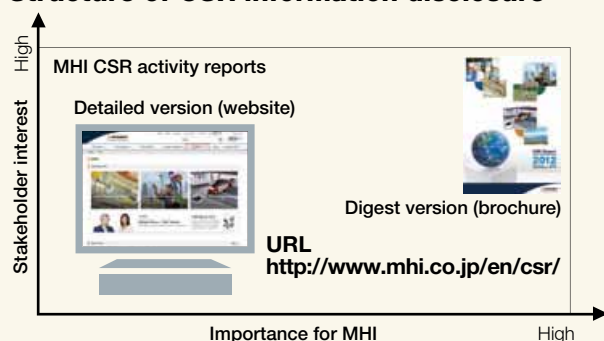 Structure of CSR information disclosure
High
Stakeholder interest
MHI CSR activity reports
Detailed version (website)
2012
Digest version (brochure)
URL
http://www.mhi.co.jp/en/csr/
Importance for MHI
High